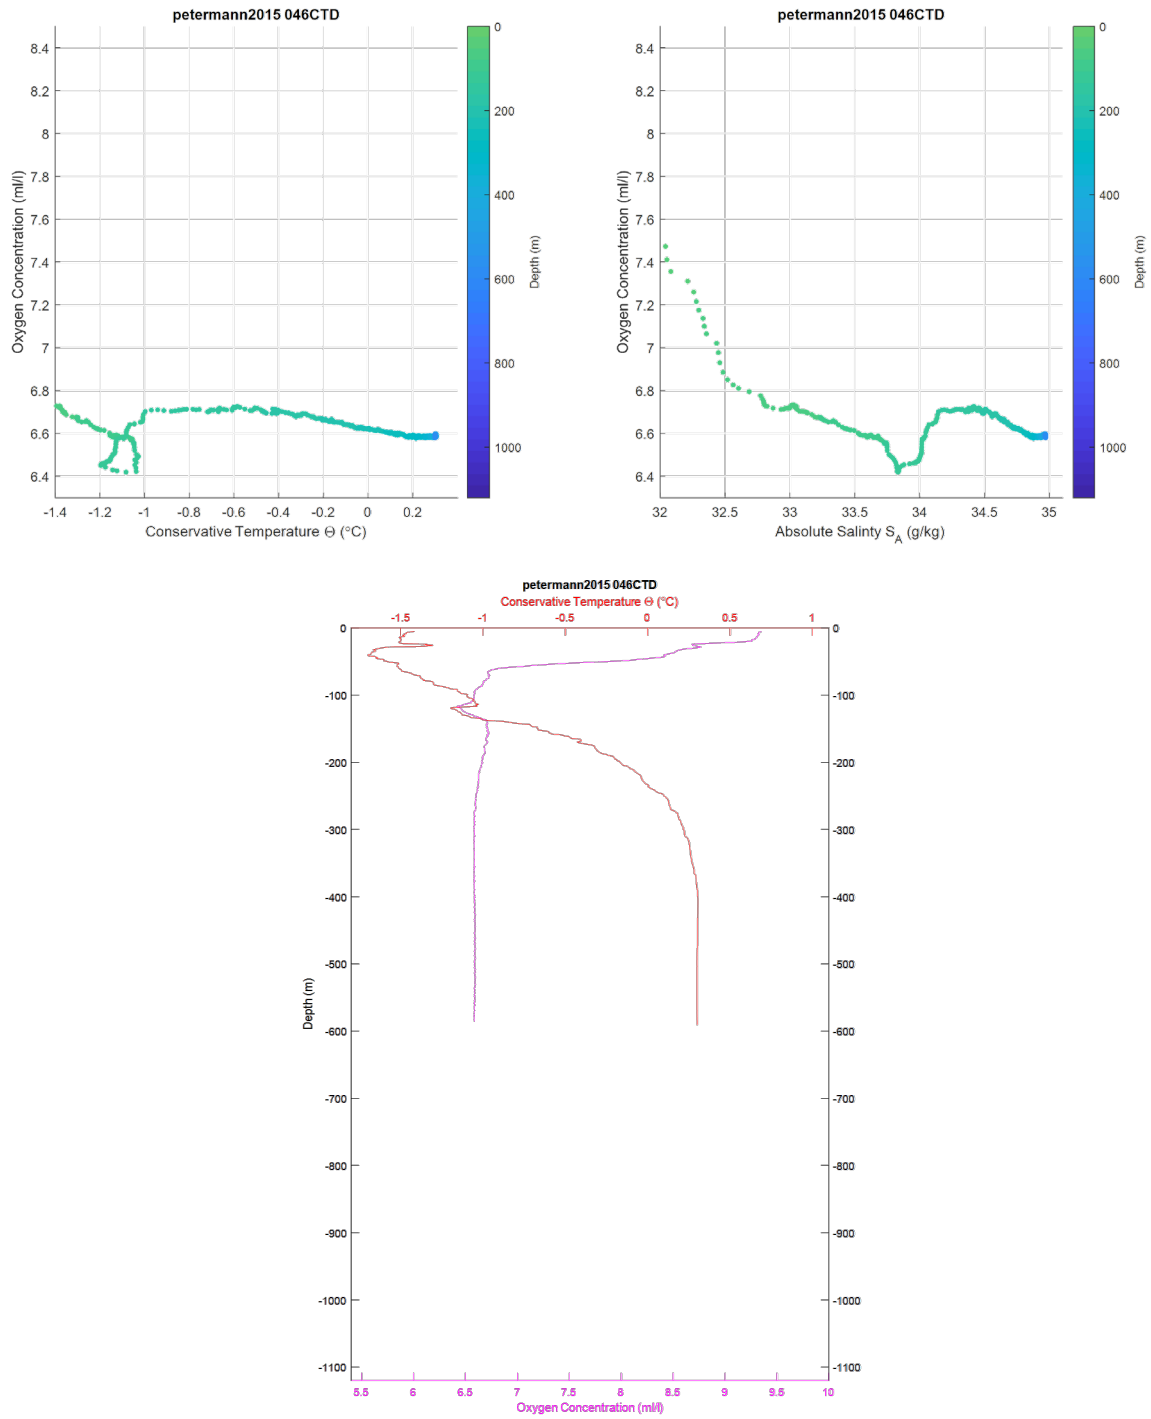 petermann2015 046CTD
8.4
8.2
8
7.8
7.6
7.4
7.2
7
6.8
6.6
6.4
Oxygen Concentration (ml/l)
-1.4 -1.2 -1 -0.8 -0.6 -0.4 -0.2 0 0.2
Conservative Temperature Θ (°C)
0
200
400
600
800
1000
Depth (m)
petermann2015 046CTD
8.4
8.2
8
7.8
7.6
7.4
7.2
7
6.8
6.6
6.4
Oxygen Concentration (ml/l)
32 32.5 33 33.5 34 34.5 35
Absolute Salinty S_A (g/kg)
0
200
400
600
800
1000
Depth (m)
petermann2015 046CTD
Conservative Temperature Θ (°C)
-1.5 -1 -0.5 0 0.5 1
0 0
-100 -100
-200 -200
-300 -300
-400 -400
-500 -500
-600 -600
-700 -700
-800 -800
-900 -900
-1000 -1000
-1100 -1100
Depth (m)
5.5 6 6.5 7 7.5 8 8.5 9 9.5 10
Oxygen Concentration (ml/l)